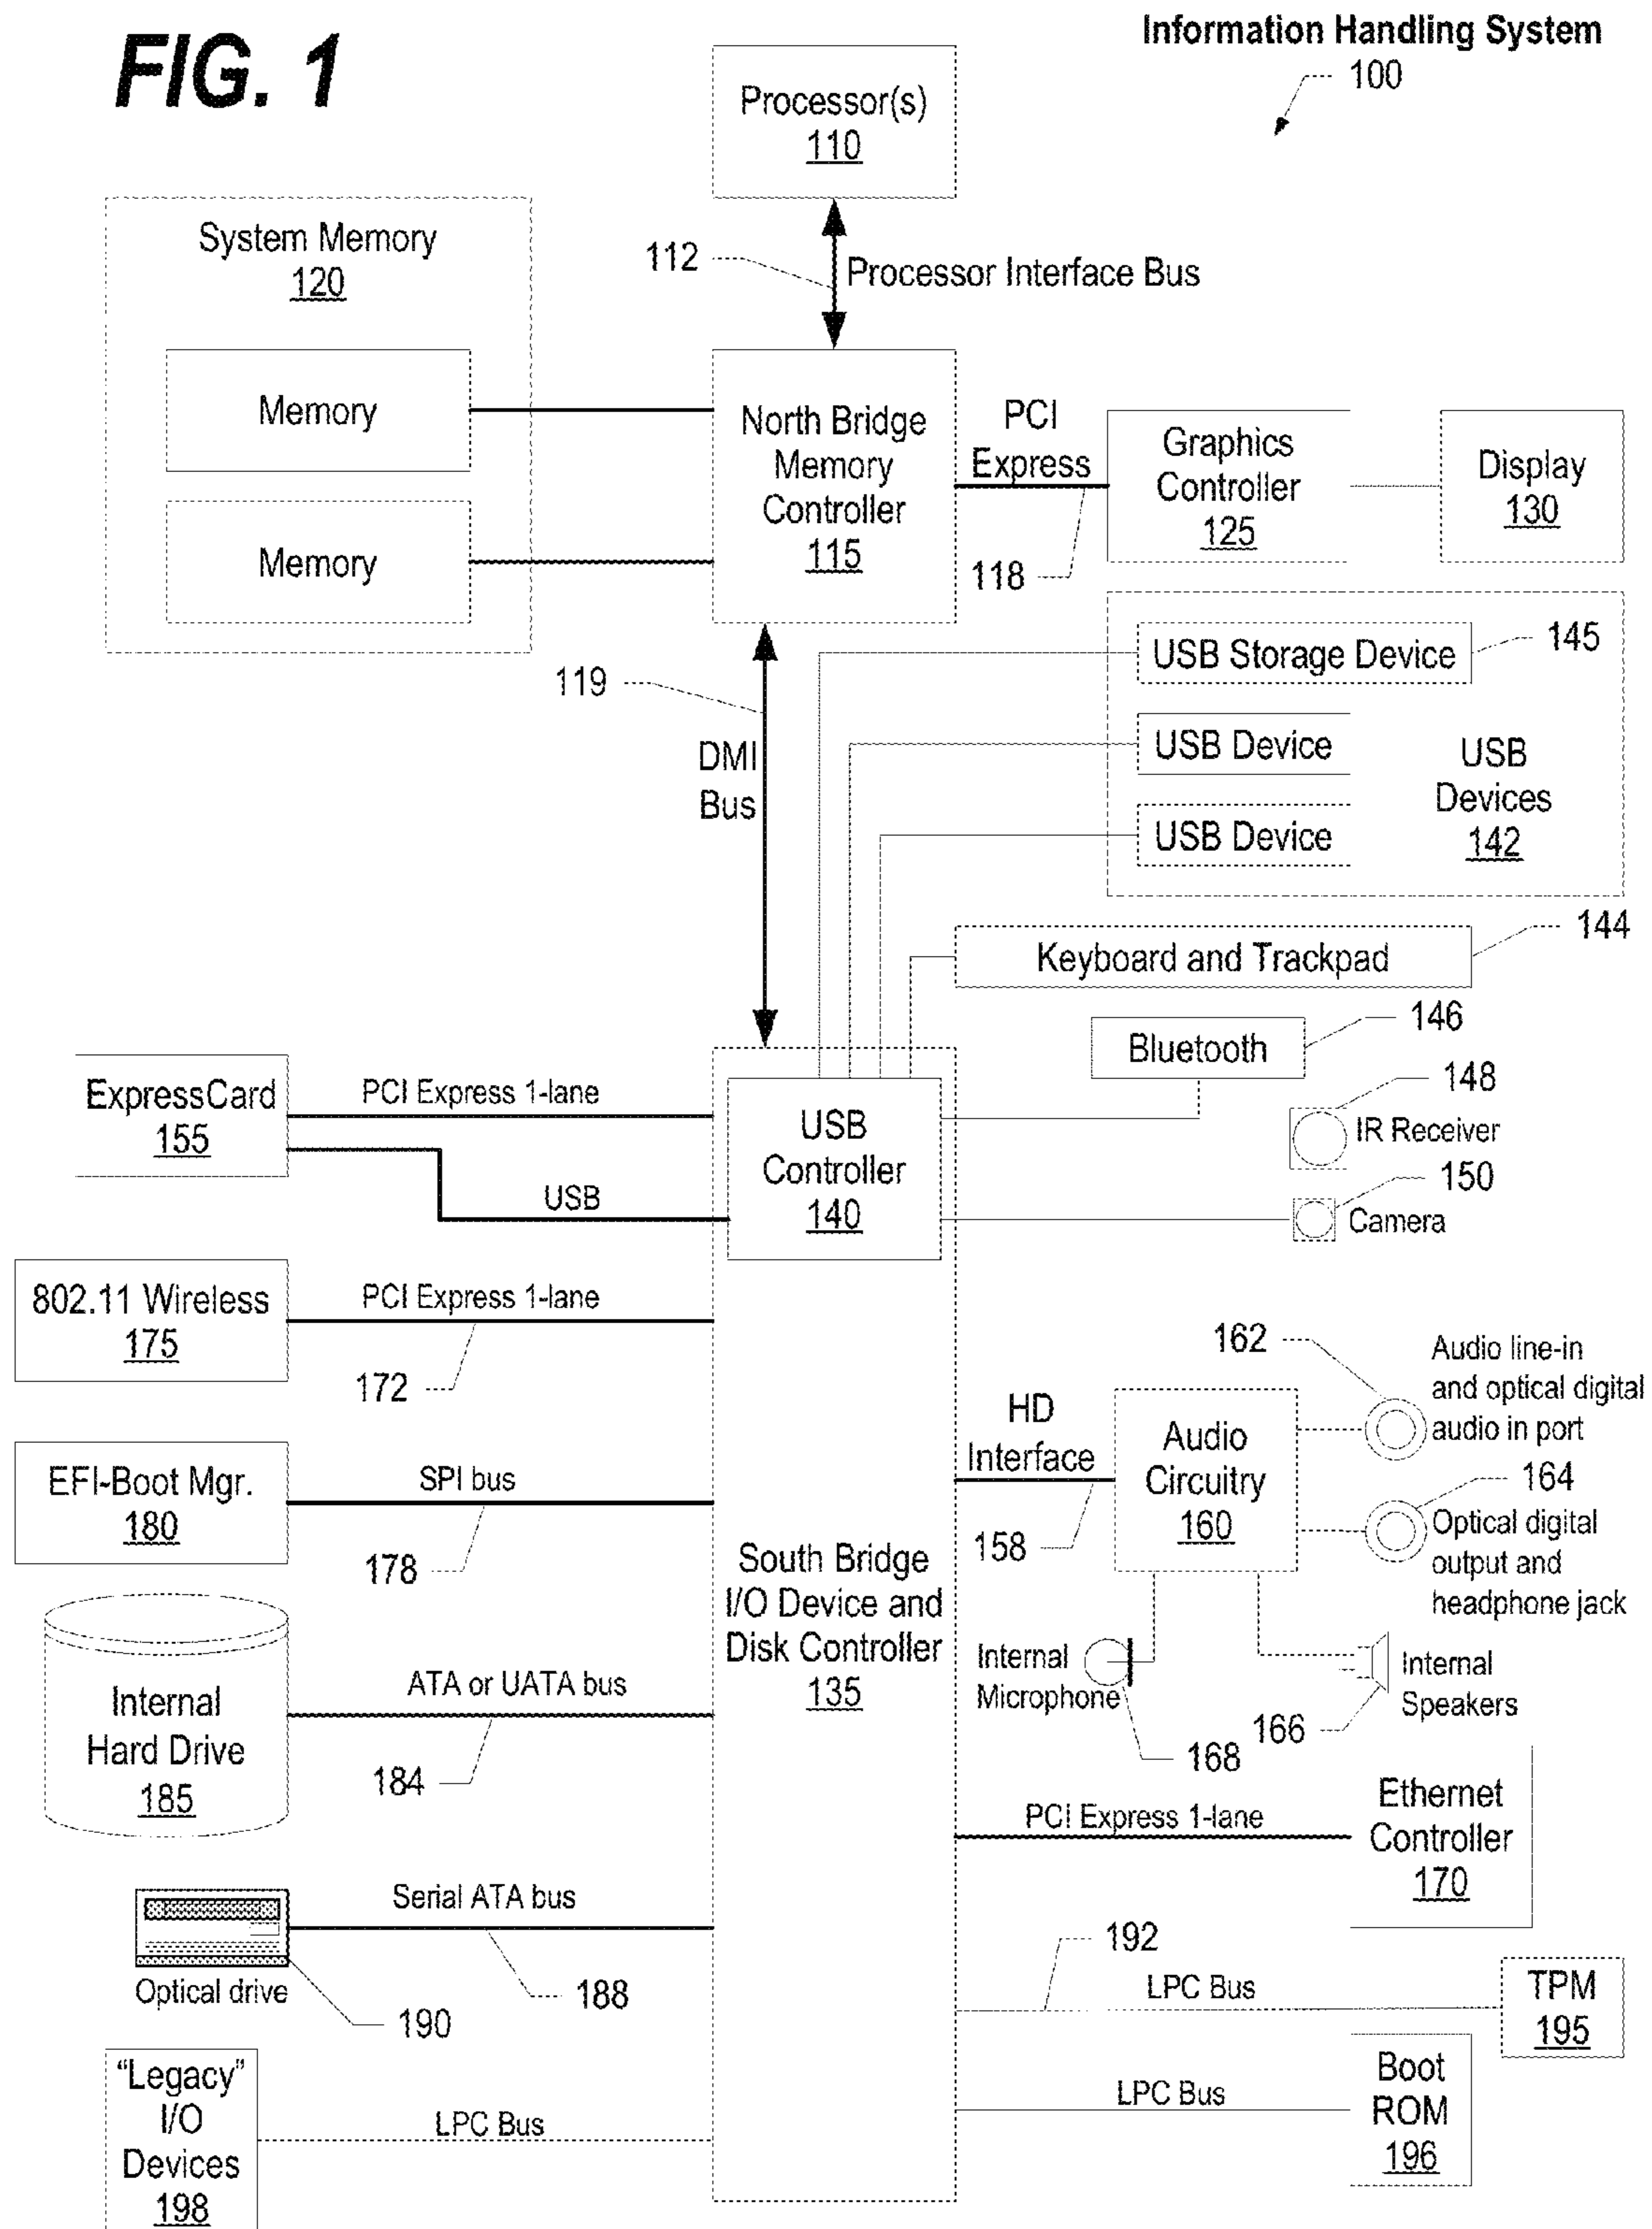 FIG. 1
Information Handling System
100
Processor(s)
110
System Memory
120
112
Processor Interface Bus
Memory
Memory
North Bridge
Memory
Controller
115
PCI
Express
118
Graphics
Controller
125
Display
130
119
DMI
Bus
USB Storage Device
145
USB Device
USB Device
USB
Devices
142
Keyboard and Trackpad
144
Bluetooth
146
148
IR Receiver
150
Camera
ExpressCard
155
PCI Express 1-lane
USB
USB
Controller
140
802.11 Wireless
175
PCI Express 1-lane
172
162
Audio line-in
and optical digital
audio in port
HD
Interface
158
Audio
Circuitry
160
164
Optical digital
output and
headphone jack
EFI-Boot Mgr.
180
SPI bus
178
South Bridge
I/O Device and
Disk Controller
135
Internal
Microphone
168
166
Internal
Speakers
Internal
Hard Drive
185
ATA or UATA bus
184
PCI Express 1-lane
Ethernet
Controller
170
Serial ATA bus
188
Optical drive
190
192
LPC Bus
TPM
195
"Legacy"
I/O
Devices
198
LPC Bus
LPC Bus
Boot
ROM
196